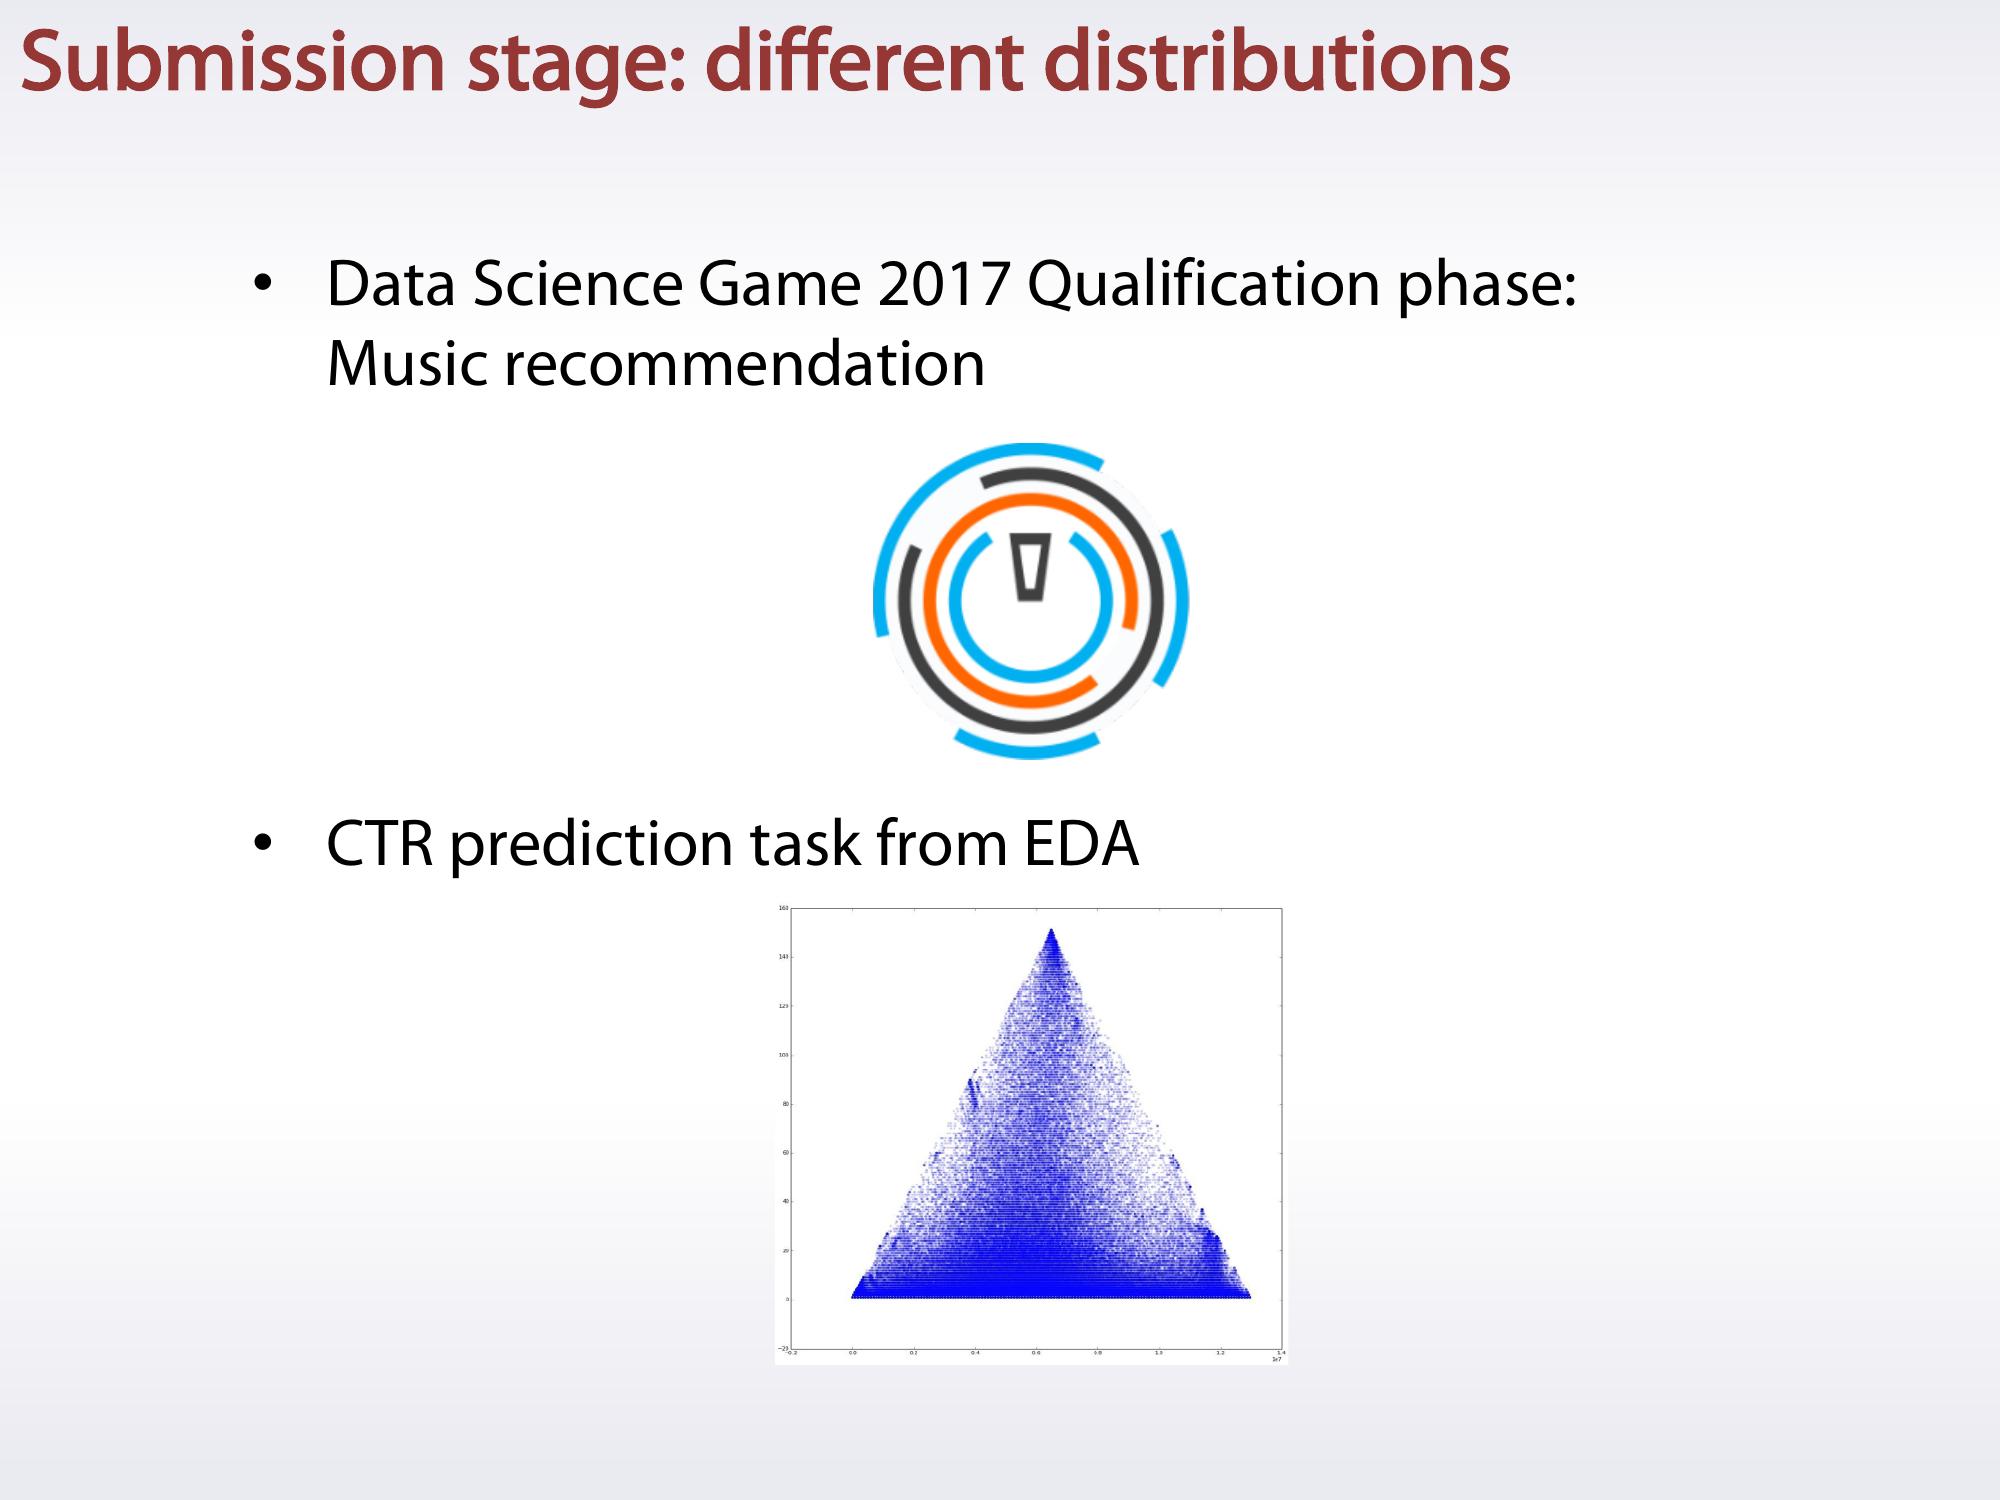 Submission stage: different distributions
• Data Science Game 2017 Qualification phase:
Music recommendation
• CTR prediction task from EDA
160
140
120
100
80
60
40
20
0
−20
−0.2 0.0 0.2 0.4 0.6 0.8 1.0 1.2 1.4
1e7